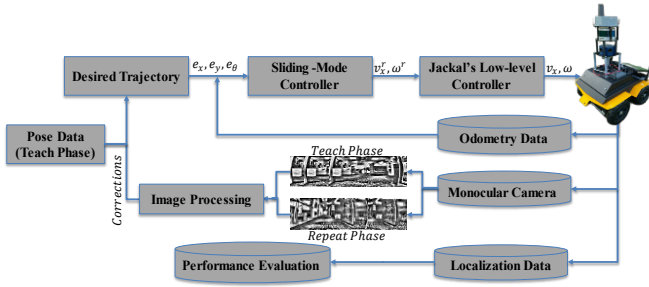 Desired Trajectory
e_x, e_y, e_θ
Sliding -Mode
Controller
v_x^r, ω^r
Jackal's Low-level
Controller
v_x, ω
Pose Data
(Teach Phase)
Corrections
Odometry Data
Teach Phase
Image Processing
Monocular Camera
Repeat Phase
Performance Evaluation
Localization Data